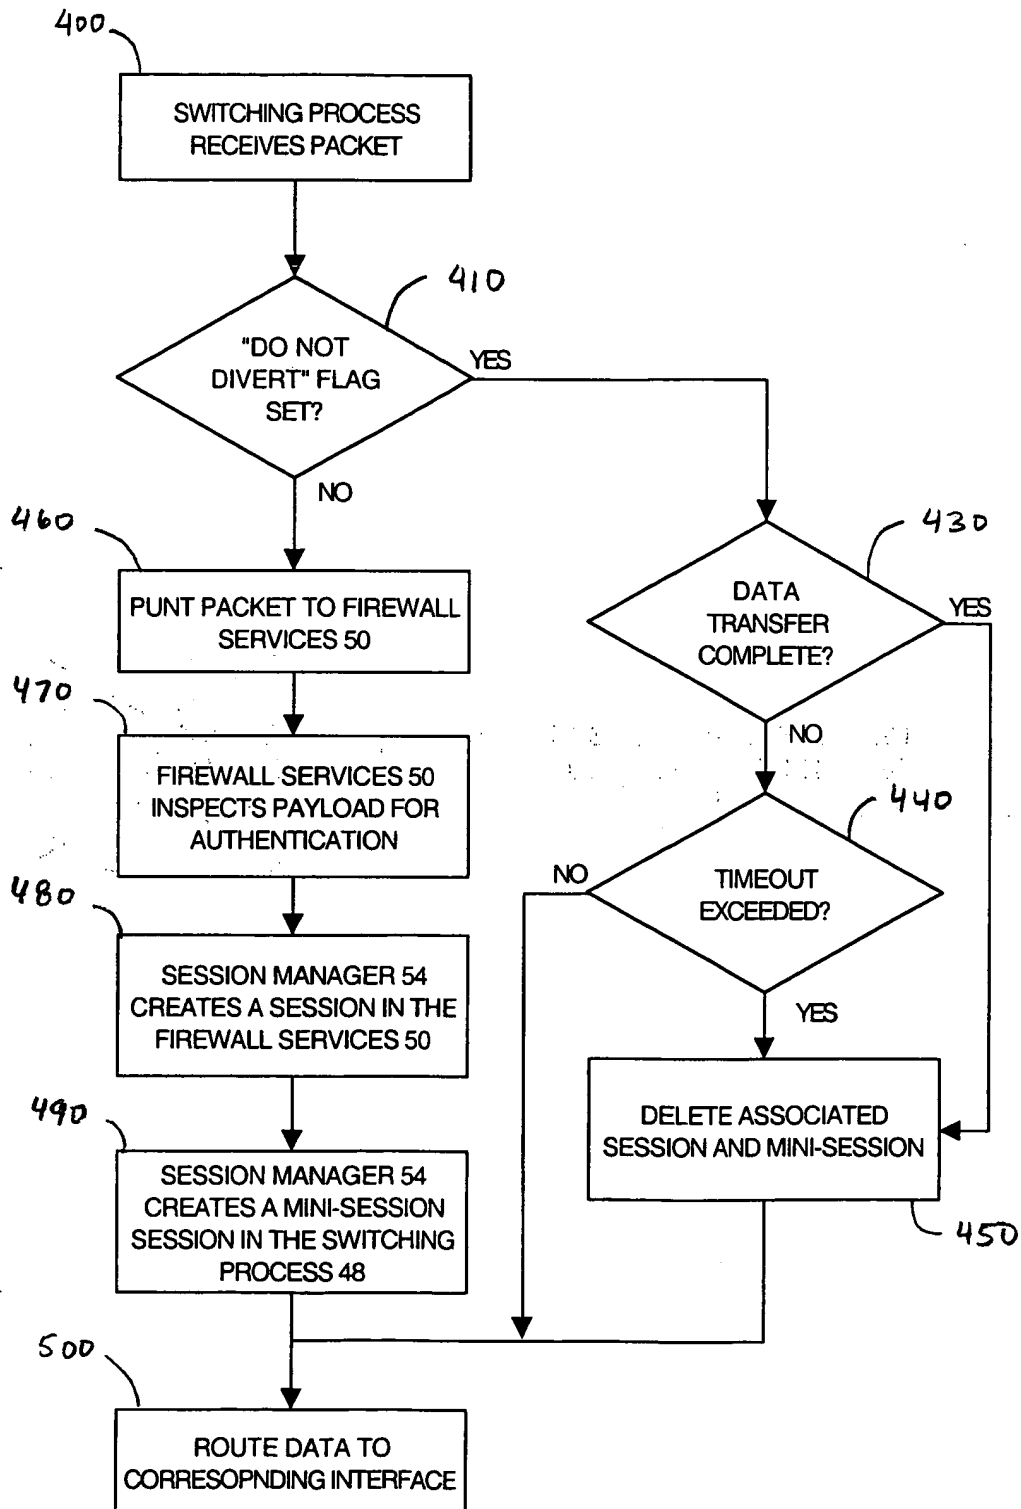 400
SWITCHING PROCESS
RECEIVES PACKET
410
"DO NOT
DIVERT" FLAG
SET?
YES
NO
460
PUNT PACKET TO FIREWALL
SERVICES 50
430
DATA
TRANSFER
COMPLETE?
YES
NO
470
FIREWALL SERVICES 50
INSPECTS PAYLOAD FOR
AUTHENTICATION
440
TIMEOUT
EXCEEDED?
NO
YES
480
SESSION MANAGER 54
CREATES A SESSION IN THE
FIREWALL SERVICES 50
DELETE ASSOCIATED
SESSION AND MINI-SESSION
450
490
SESSION MANAGER 54
CREATES A MINI-SESSION
SESSION IN THE SWITCHING
PROCESS 48
500
ROUTE DATA TO
CORRESOPNDING INTERFACE